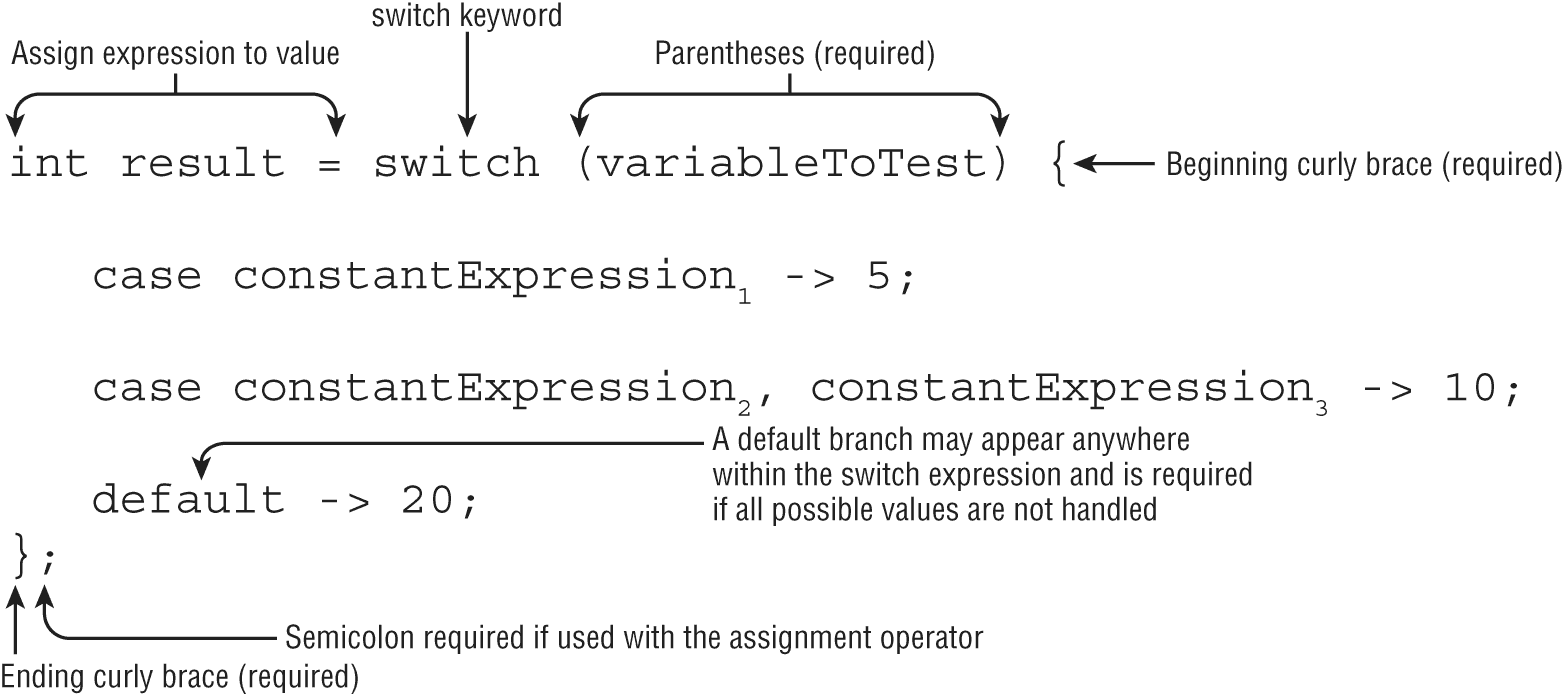 switch keyword
Assign expression to value
Parentheses (required)
int result = switch (variableToTest) {
Beginning curly brace (required)
case constantExpression₁ -> 5;
case constantExpression₂, constantExpression₃ -> 10;
A default branch may appear anywhere
within the switch expression and is required
if all possible values are not handled
default -> 20;
};
Semicolon required if used with the assignment operator
Ending curly brace (required)